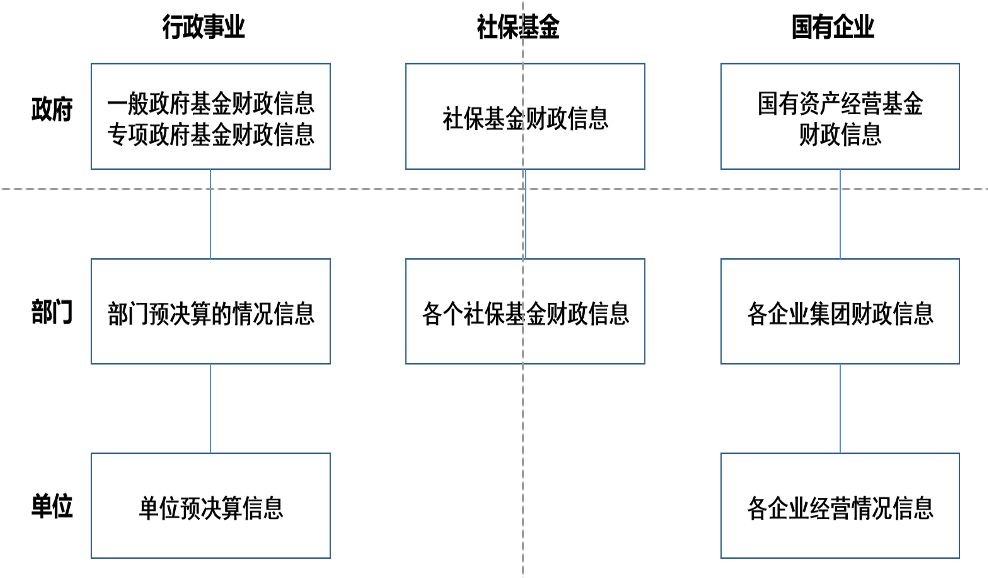 行政事业
社保基金
国有企业
政府
一般政府基金财政信息
专项政府基金财政信息
社保基金财政信息
国有资产经营基金
财政信息
部门
部门预决算的情况信息
各个社保基金财政信息
各企业集团财政信息
单位
单位预决算信息
各企业经营情况信息